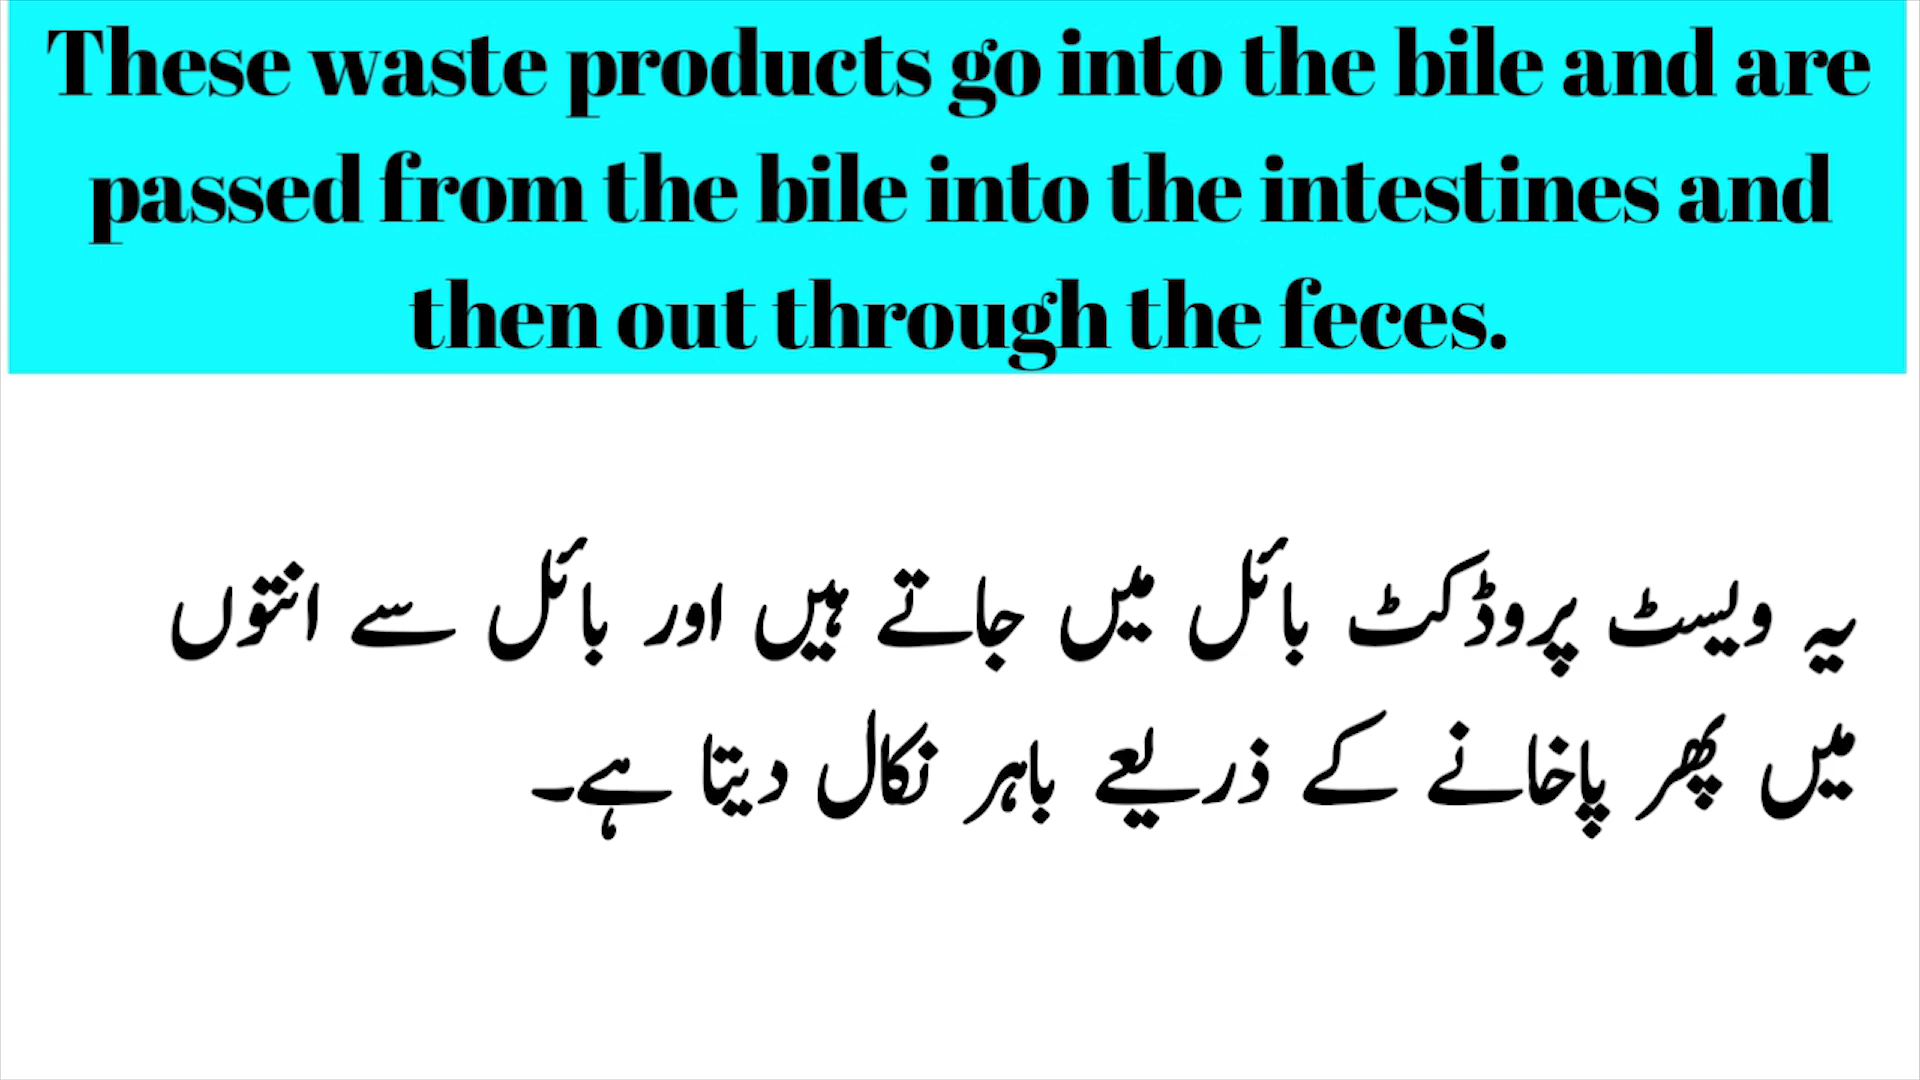 These waste products go into the bile and are
passed from the bile into the intestines and
then out through the feces.
یہ ویسٹ پروڈکٹ بائل میں جاتے ہیں اور بائل سے انتوں
میں پھر پاخانے کے ذریعے باہر نکال دیتا ہے۔